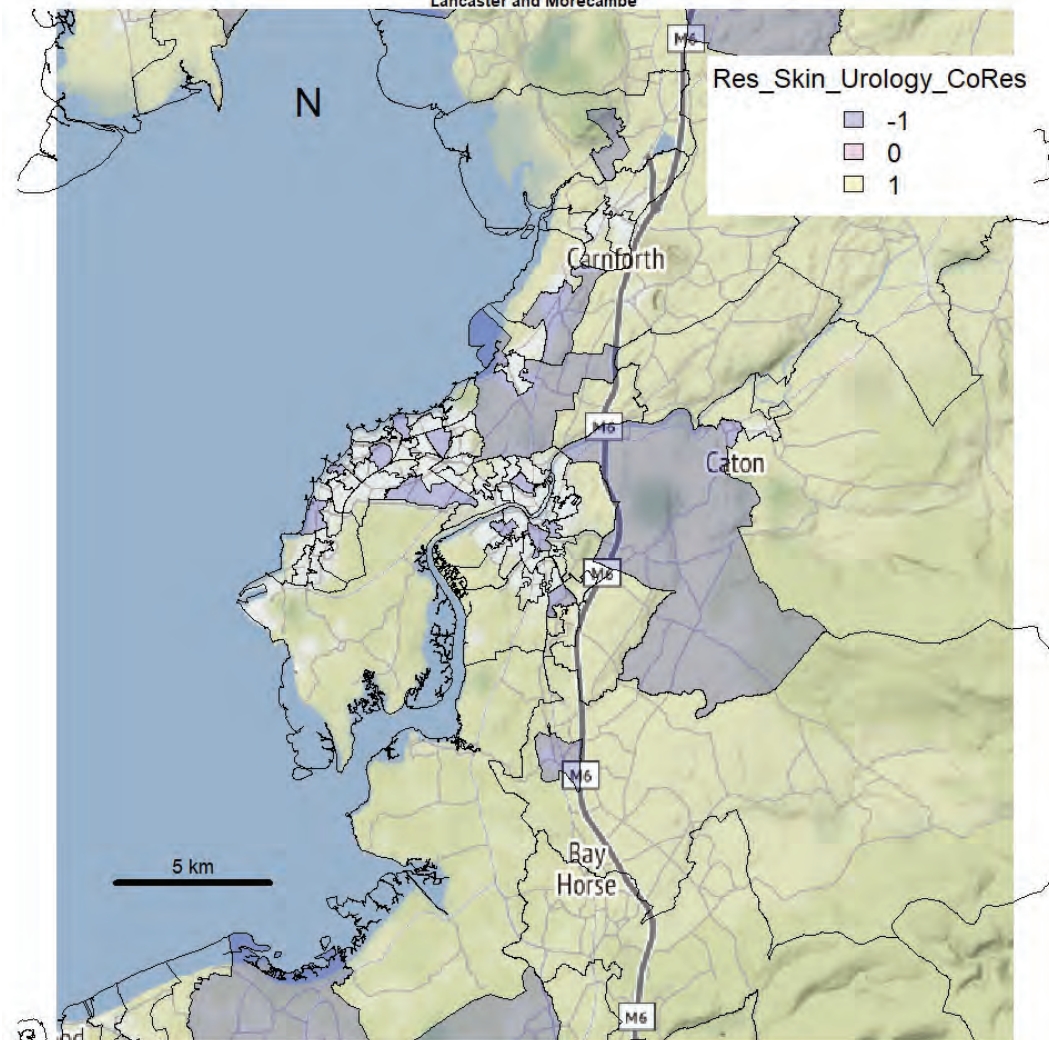 Lancaster and Morecambe
M6
Res_Skin_Urology_CoRes
-1
0
1
N
Carnforth
M6
Caton
M6
M6
5 km
Bay
Horse
M6